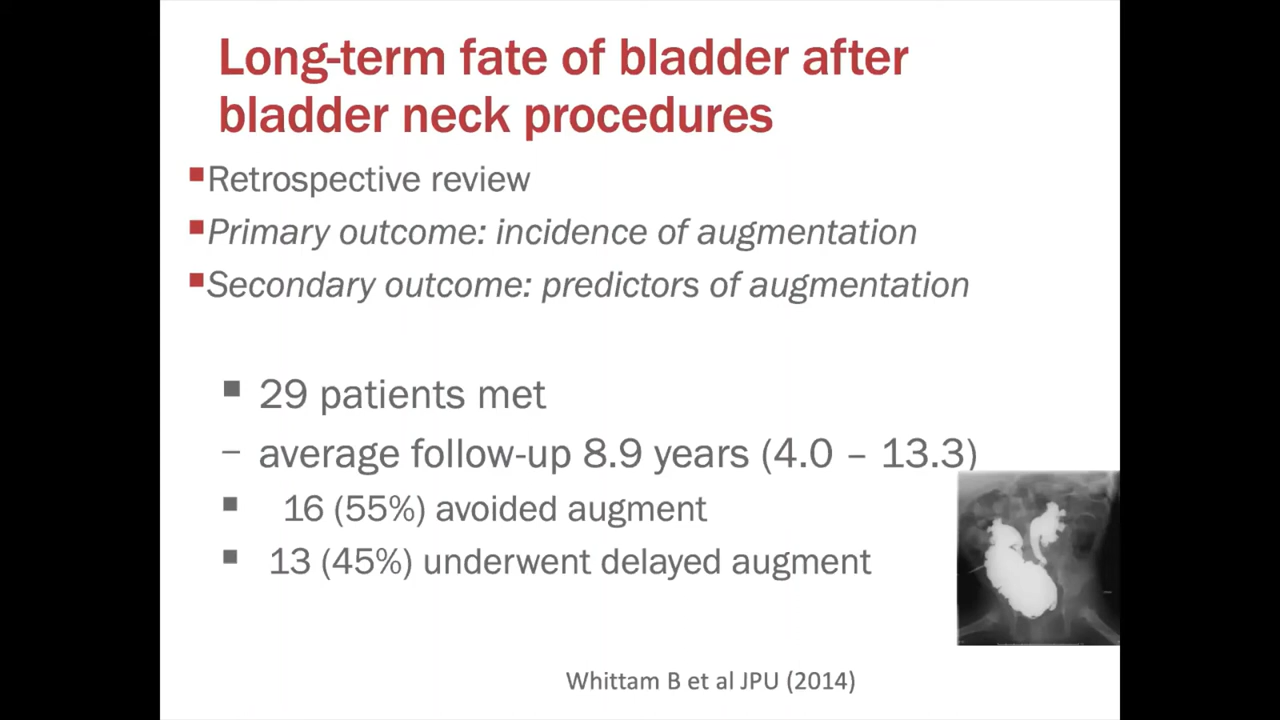 Long-term fate of bladder after
bladder neck procedures
Retrospective review
Primary outcome: incidence of augmentation
Secondary outcome: predictors of augmentation
29 patients met
– average follow-up 8.9 years (4.0 – 13.3)
16 (55%) avoided augment
13 (45%) underwent delayed augment
Whittam B et al JPU (2014)